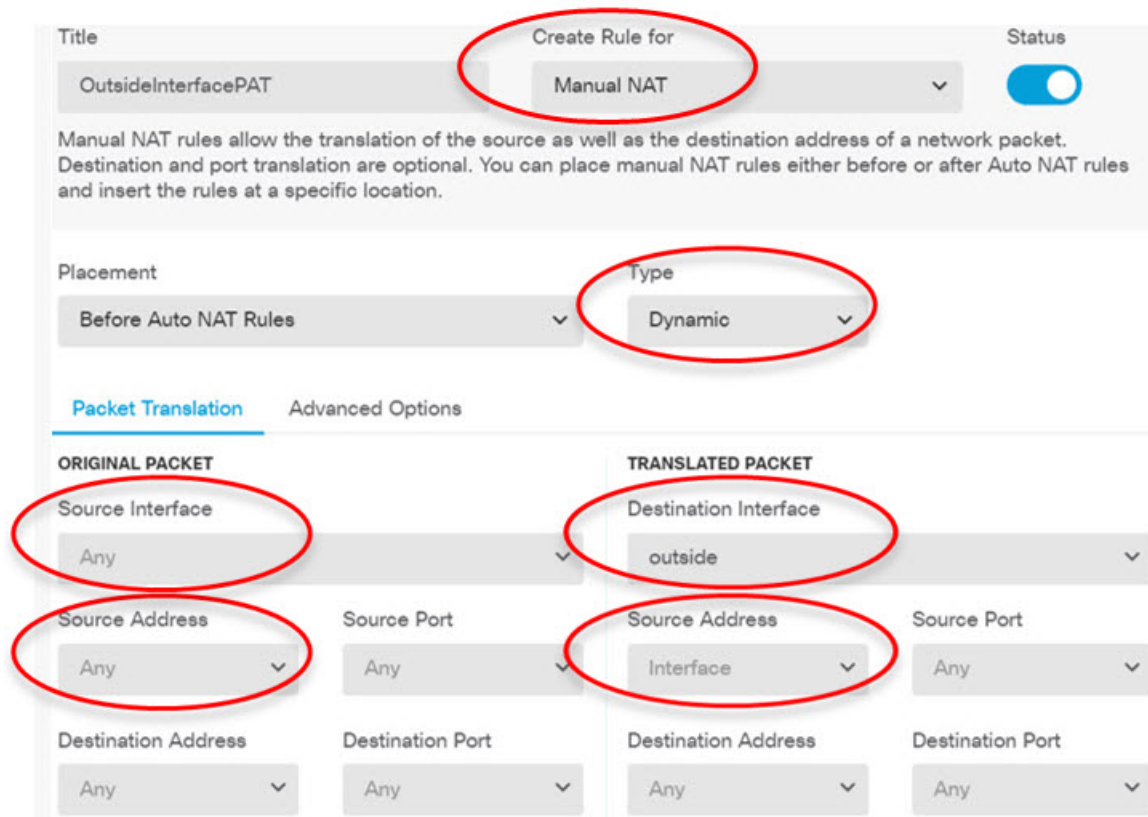 Title Create Rule for Status
OutsideInterfacePAT Manual NAT
Manual NAT rules allow the translation of the source as well as the destination address of a network packet.
Destination and port translation are optional. You can place manual NAT rules either before or after Auto NAT rules
and insert the rules at a specific location.
Placement Type
Before Auto NAT Rules Dynamic
Packet Translation Advanced Options
ORIGINAL PACKET TRANSLATED PACKET
Source Interface Destination Interface
Any outside
Source Address Source Port Source Address Source Port
Any Any Interface Any
Destination Address Destination Port Destination Address Destination Port
Any Any Any Any